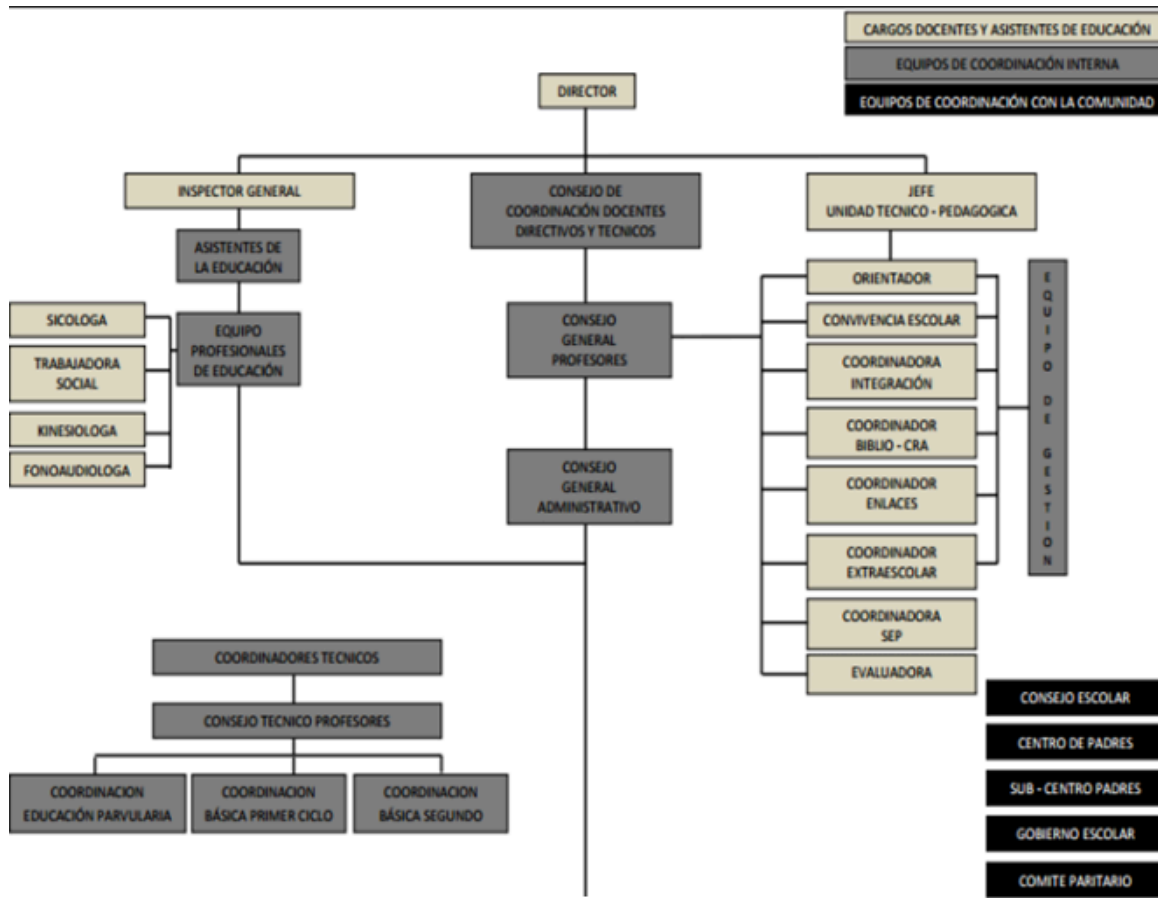 CARGOS DOCENTES Y ASISTENTES DE EDUCACIÓN
EQUIPOS DE COORDINACIÓN INTERNA
EQUIPOS DE COORDINACIÓN CON LA COMUNIDAD
DIRECTOR
INSPECTOR GENERAL
CONSEJO DE
COORDINACIÓN DOCENTES
DIRECTIVOS Y TECNICOS
JEFE
UNIDAD TECNICO - PEDAGOGICA
ASISTENTES DE
LA EDUCACIÓN
SICOLOGA
TRABAJADORA
SOCIAL
KINESIOLOGA
FONOAUDIOLOGA
EQUIPO
PROFESIONALES
DE EDUCACIÓN
CONSEJO
GENERAL
PROFESORES
CONSEJO
GENERAL
ADMINISTRATIVO
ORIENTADOR
CONVIVENCIA ESCOLAR
COORDINADORA
INTEGRACIÓN
COORDINADOR
BIBLIO - CRA
COORDINADOR
ENLACES
COORDINADOR
EXTRAESCOLAR
COORDINADORA
SEP
EVALUADORA
EQUIPO DE GESTION
COORDINADORES TECNICOS
CONSEJO TECNICO PROFESORES
COORDINACION
EDUCACIÓN PARVULARIA
COORDINACION
BÁSICA PRIMER CICLO
COORDINACION
BÁSICA SEGUNDO
CONSEJO ESCOLAR
CENTRO DE PADRES
SUB - CENTRO PADRES
GOBIERNO ESCOLAR
COMITE PARITARIO